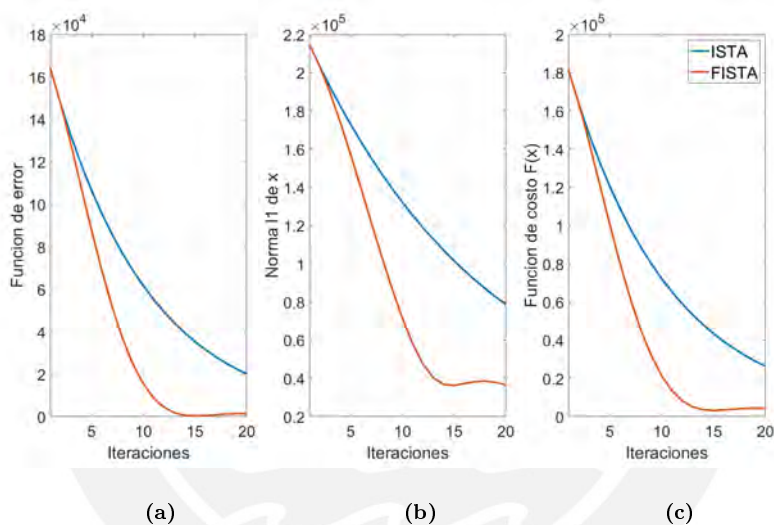 ×10⁴
18
16
14
12
10
8
6
4
2
0
Funcion de error
5 10 15 20
Iteraciones
(a)
×10⁵
2.2
2
1.8
1.6
1.4
1.2
1
0.8
0.6
0.4
0.2
Norma l1 de x
5 10 15 20
Iteraciones
(b)
×10⁵
2
1.8
1.6
1.4
1.2
1
0.8
0.6
0.4
0.2
0
Funcion de costo F(x)
ISTA
FISTA
5 10 15 20
Iteraciones
(c)